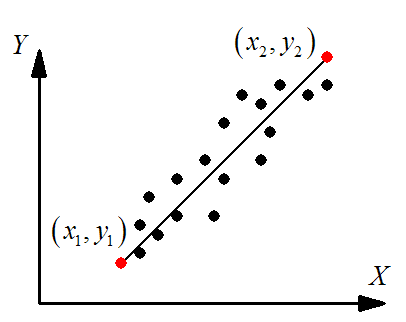 Y
(x₂, y₂)
(x₁, y₁)
X